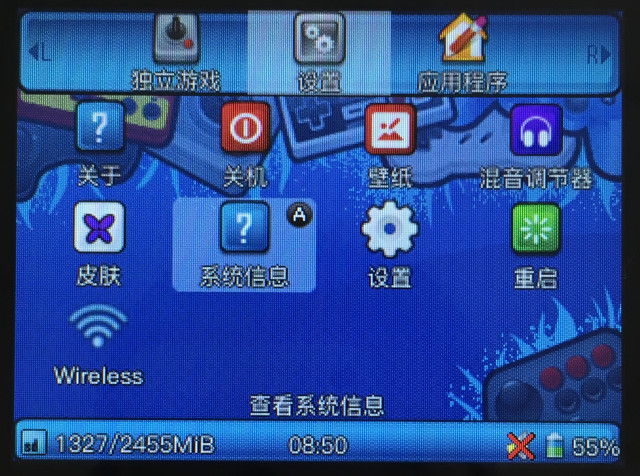 L
R
独立游戏 设置 应用程序
关于 关机 壁纸 混音调节器
A
皮肤 系统信息 设置 重启
Wireless
查看系统信息
sd 1327/2455MiB 08:50 55%